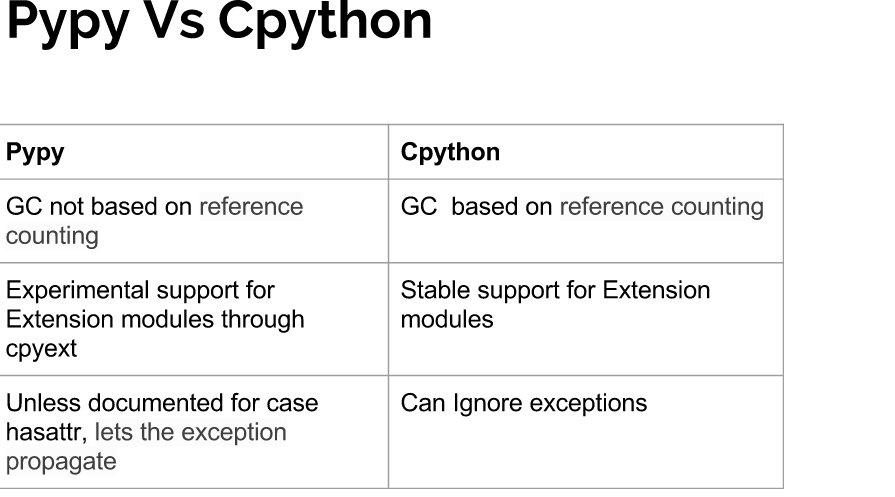 Pypy Vs Cpython
Pypy
Cpython
GC not based on reference
counting
GC  based on reference counting
Experimental support for
Extension modules through
cpyext
Stable support for Extension
modules
Unless documented for case
hasattr, lets the exception
propagate
Can Ignore exceptions